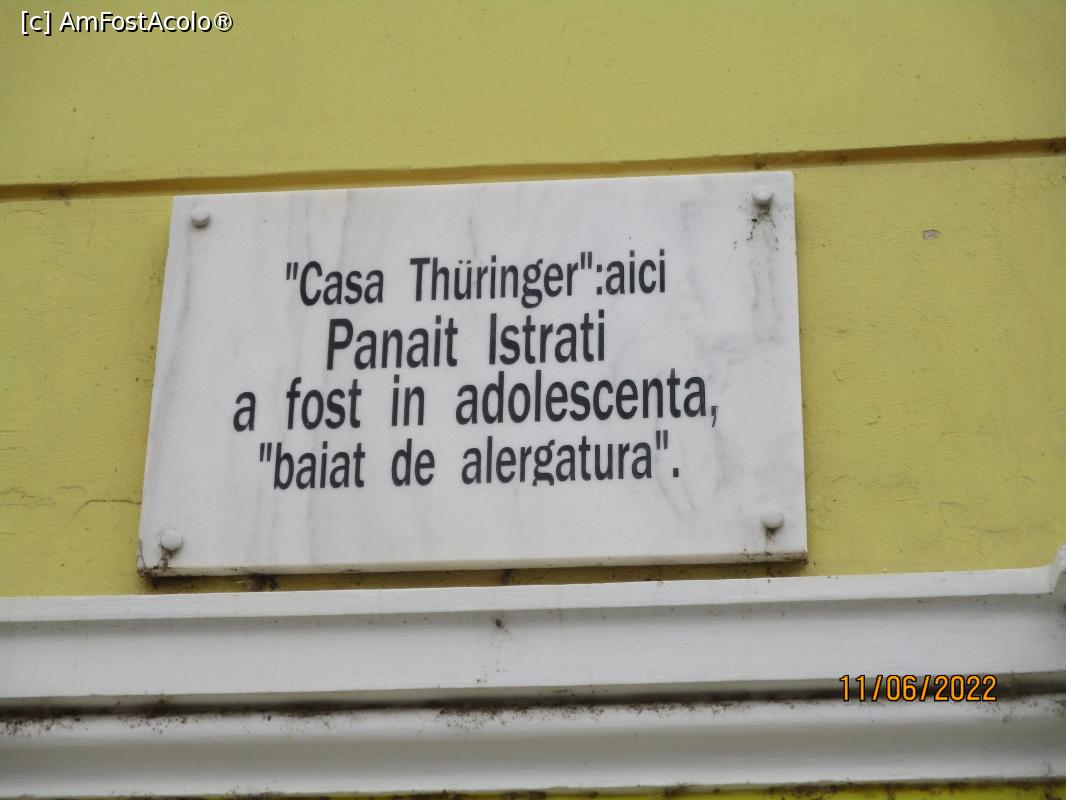 [c] AmFostAcolo®
"Casa Thüringer":aici
Panait Istrati
a fost in adolescenta,
"baiat de alergatura".
11/06/2022